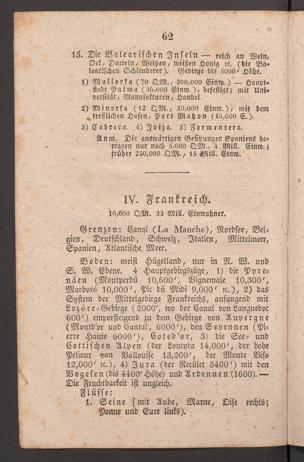 62
15. Die Balearischen Inseln — reich an Wein,
Oel, Datteln, Weitzen, weißen Honig ꝛc. (die Ba-
learischen Schleuderer). Gebirge bis 5000' Höhe.
1) Mallorka (70 Q.M., 200,000 Einw.) — Haupt-
stadt Palma (36,000 Einw.), befestigt; mit Uni-
versität, Manufakturen, Handel.
2) Minorka (12 Q.M., 50,000 Einw.), mit dem
trefflichen Hafen, Port Mahon (16,000 E.).
3) Cabrera. 4) Iviza. 5) Formentera.
Anm. Die auswärtigen Besitzungen Spaniens be-
tragen nur noch 5,000 Q.M., 4 Mill. Einw.;
früher 250,000 Q.M., 15 Mill. Einw.
IV. Frankreich.
10,000 Q.M. 33 Mill. Einwohner.
Grenzen: Canal (La Manche), Nordsee, Bel-
gien, Deutschland, Schweiz, Italien, Mittelmeer,
Spanien, Atlantische Meer.
Boden: meist Hügelland, nur in N. W. und
S. W. Ebene. 4 Hauptgebirgszüge, 1) die Pyre-
näen (Montperdü 10,600', Vignemale 10,300',
Marboré 10,000', Pic dü Midi 9,000' ꝛc.), 2) das
System der Mittelgebirge Frankreichs, anfangend mit
Lozère-Gebirge (2000', wo der Canal von Languedoc
600') emporsteigend zu dem Gebirge von Auvergne
(Montd'or und Cantal, 6000'), den Sevennen (Pi-
erre Haute 6000'), Coted'or, 3) die See- und
Cottischen Alpen (der Loucyra 14,000', der hohe
Peliour von Vallouise 13,200', der Monte Viso
12,000' ꝛc.), 4) Jura (der Recület 5400') mit den
Vogesen (bis 4400' Höhe) und Ardennen (1600). —
Die Fruchtbarkeit ist ungleich.
Flüsse:
1. Seine [mit Aube, Marne, Oise rechts;
Yonne und Eure links).